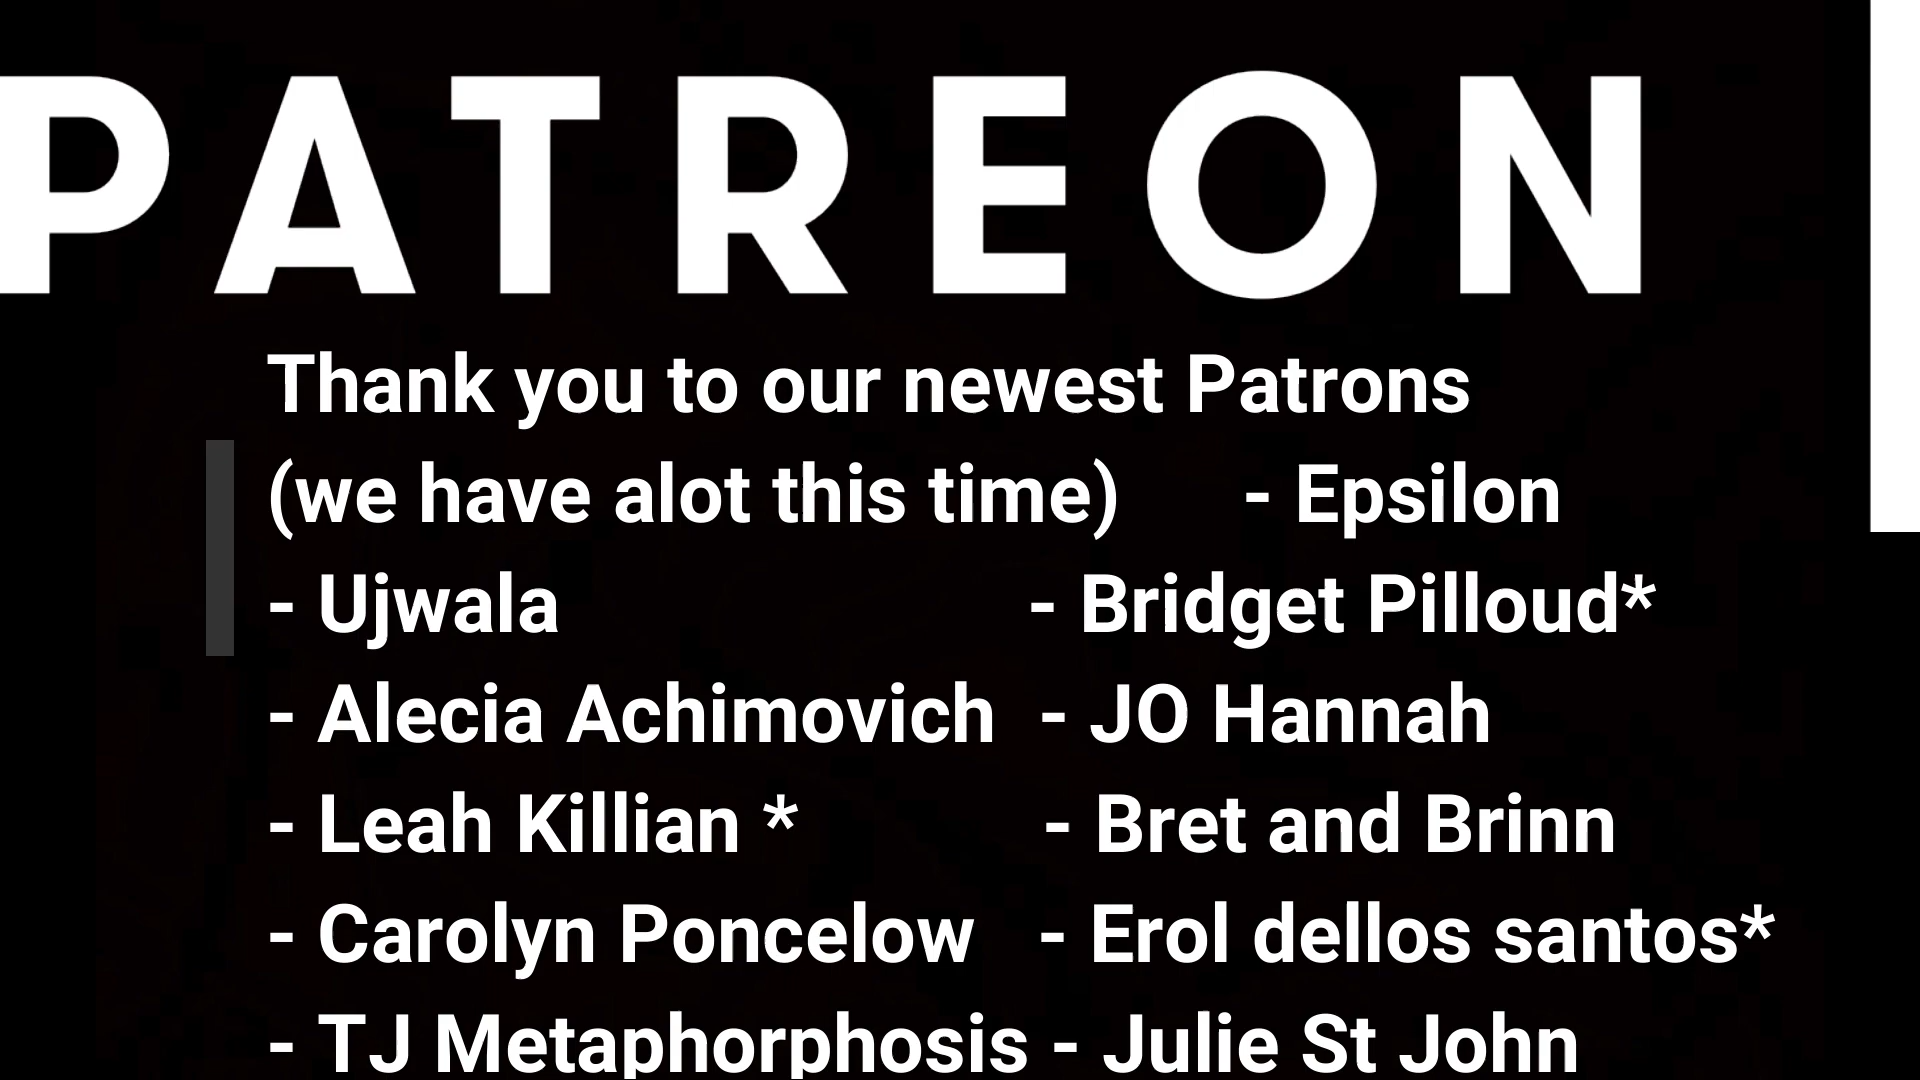 PATREON
Thank you to our newest Patrons
(we have alot this time) - Epsilon
- Ujwala - Bridget Pilloud*
- Alecia Achimovich - JO Hannah
- Leah Killian * - Bret and Brinn
- Carolyn Poncelow - Erol dellos santos*
- TJ Metaphorphosis - Julie St John